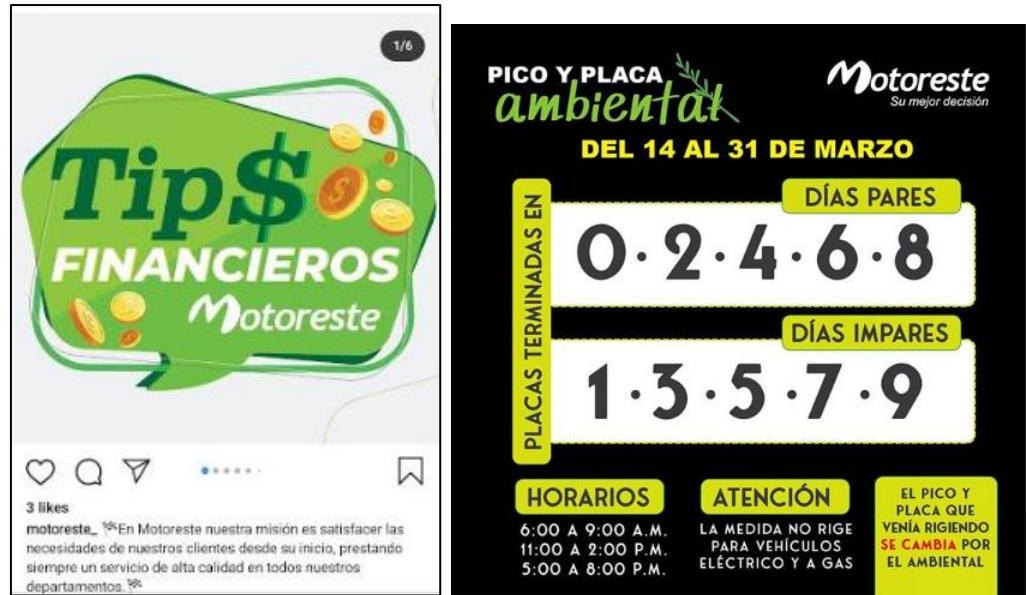 1/6
Tip$
FINANCIEROS
Motoreste
3 likes
motoreste_ 🏁En Motoreste nuestra misión es satisfacer las
necesidades de nuestros clientes desde su inicio, prestando
siempre un servicio de alta calidad en todos nuestros
departamentos.🏁
PICO Y PLACA
ambiental
Motoreste
Su mejor decisión
DEL 14 AL 31 DE MARZO
PLACAS TERMINADAS EN
DÍAS PARES
0 · 2 · 4 · 6 · 8
DÍAS IMPARES
1 · 3 · 5 · 7 · 9
HORARIOS
6:00 A 9:00 A.M.
11:00 A 2:00 P.M.
5:00 A 8:00 P.M.
ATENCIÓN
LA MEDIDA NO RIGE
PARA VEHÍCULOS
ELÉCTRICO Y A GAS
EL PICO Y
PLACA QUE
VENÍA RIGIENDO
SE CAMBIA POR
EL AMBIENTAL